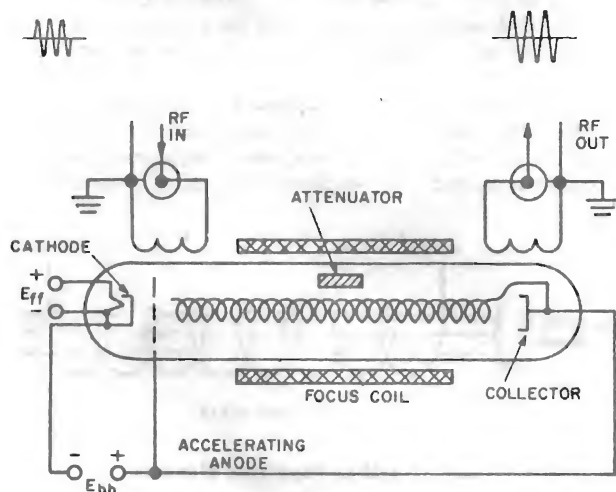 RF
IN
RF
OUT
ATTENUATOR
CATHODE
+
Eff
-
COLLECTOR
FOCUS COIL
ACCELERATING
ANODE
- +
Ebb